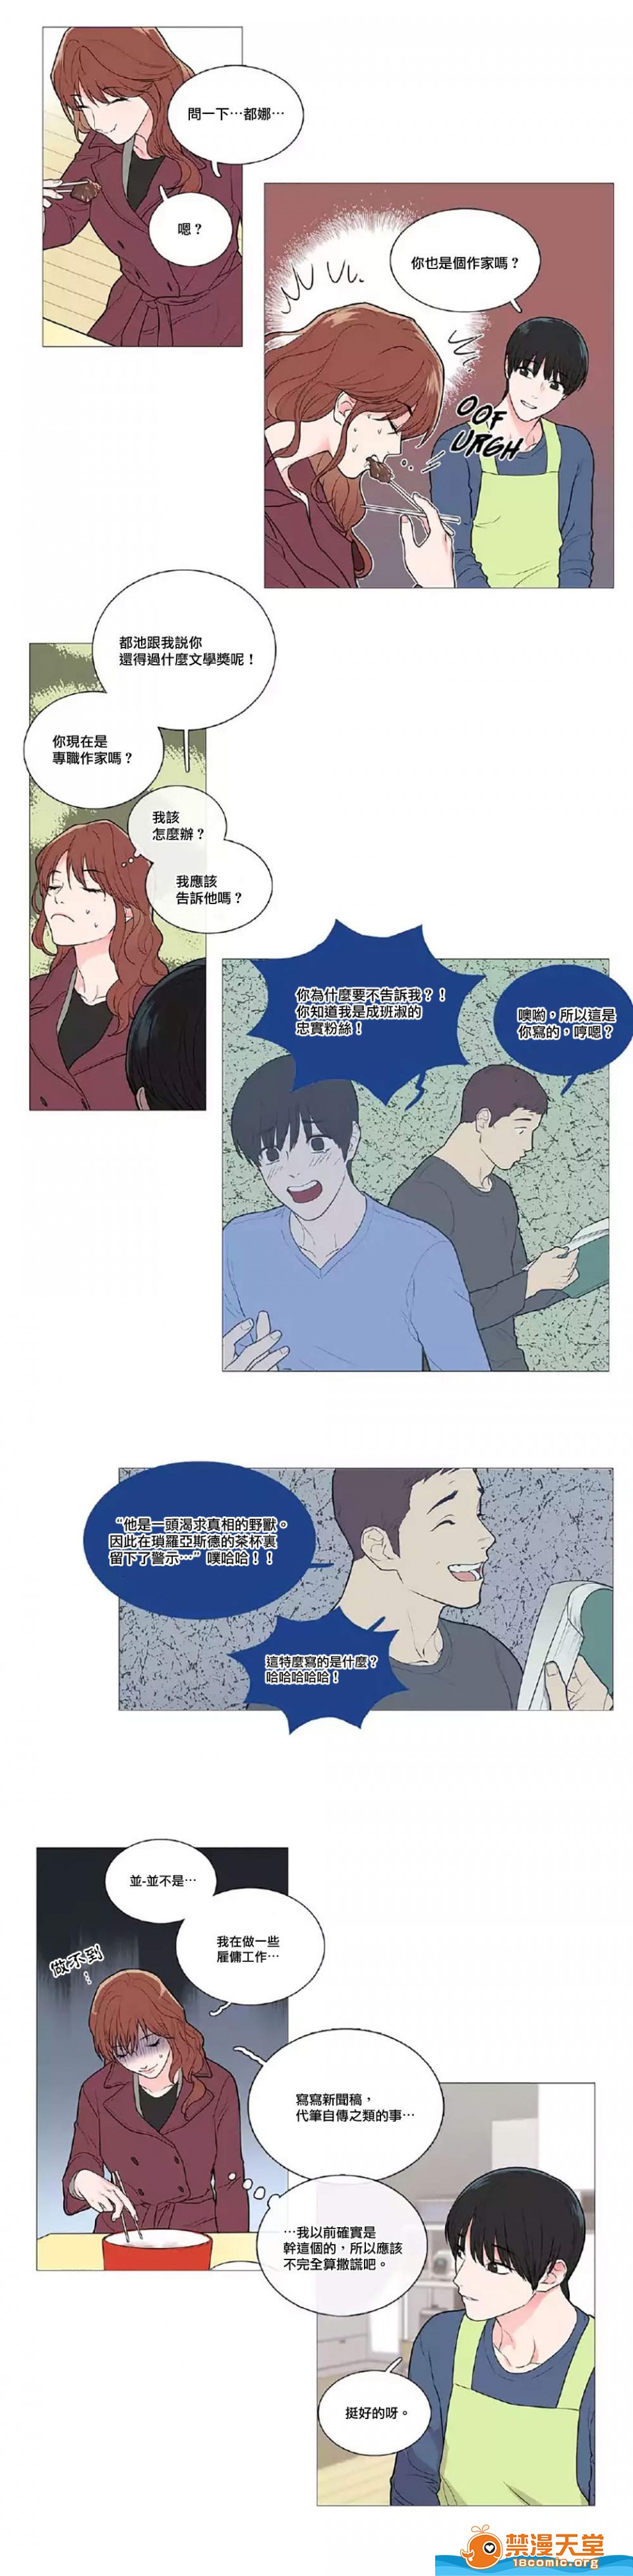 問一下…都娜…
嗯？
你也是個作家嗎？
OOF
URGH
都池跟我説你
還得過什麼文學獎呢！
你現在是
專職作家嗎？
我該
怎麼辦？
我應該
告訴他嗎？
你為什麼要不告訴我？！
你知道我是成班淑的
忠實粉絲！
噢喲，所以這是
你寫的，哼嗯？
“他是一頭渴求真相的野獸。
因此在瑣羅亞斯德的茶杯裏
留下了警示…”噗哈哈！！
這特麼寫的是什麼？
哈哈哈哈哈！
並-並不是…
我在做一些
雇傭工作…
做不到
寫寫新聞稿，
代筆自傳之類的事…
…我以前確實是
幹這個的，所以應該
不完全算撒謊吧。
挺好的呀。
禁漫天堂
18comic.org